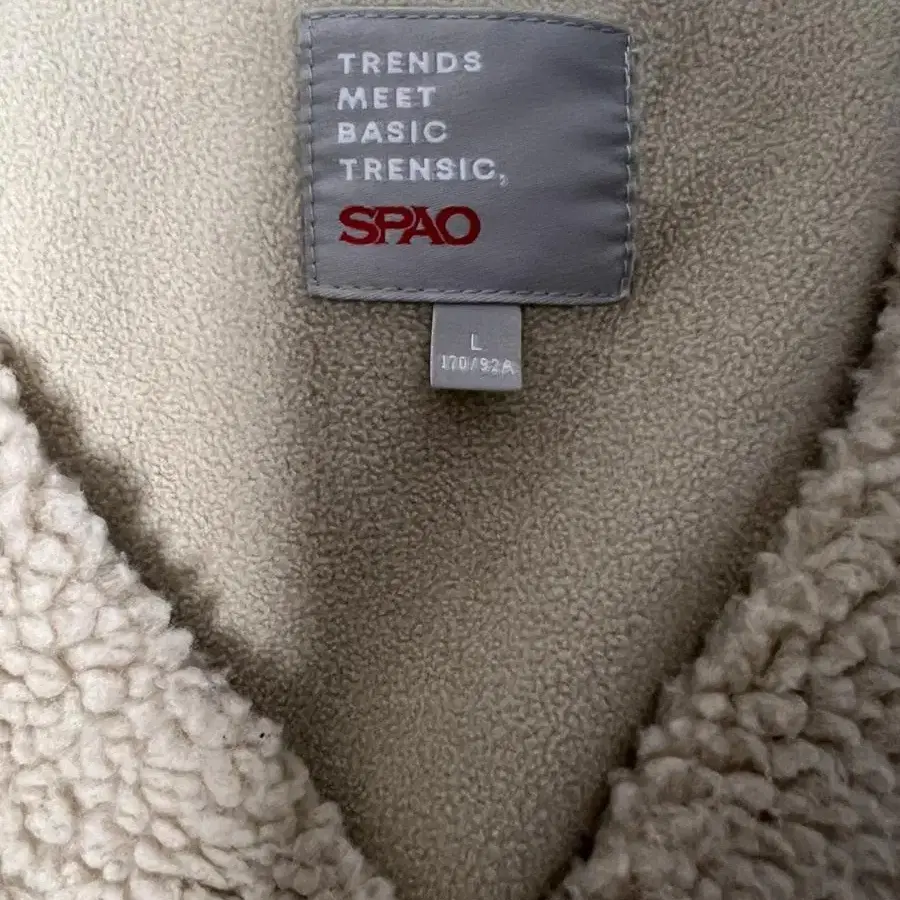 TRENDS
MEET
BASIC
TRENSIC,
SPAO
L
170/92A